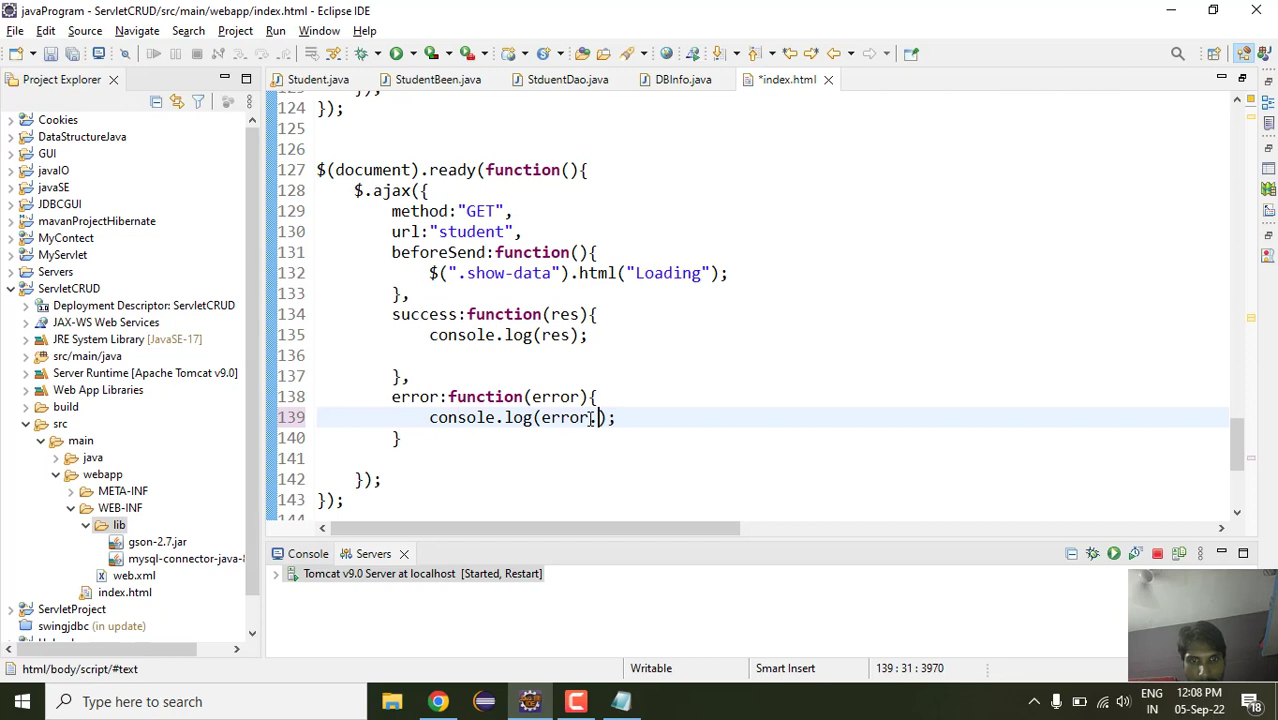 javaProgram - ServletCRUD/src/main/webapp/index.html - Eclipse IDE
File Edit Source Navigate Search Project Run Window Help
Project Explorer
Student.java StudentBeen.java StduentDao.java DBInfo.java *index.html
Cookies
DataStructureJava
GUI
javaIO
javaSE
JDBCGUI
mavanProjectHibernate
MyContect
MyServlet
Servers
ServletCRUD
Deployment Descriptor: ServletCRUD
JAX-WS Web Services
JRE System Library [JavaSE-17]
src/main/java
Server Runtime [Apache Tomcat v9.0]
Web App Libraries
build
src
main
java
webapp
META-INF
WEB-INF
lib
gson-2.7.jar
mysql-connector-java-8
web.xml
index.html
ServletProject
swingjdbc (in update)
123 });
124 });
125
126
127 $(document).ready(function(){
128 $.ajax({
129 method:"GET",
130 url:"student",
131 beforeSend:function(){
132 $(".show-data").html("Loading");
133 },
134 success:function(res){
135 console.log(res);
136
137 },
138 error:function(error){
139 console.log(error.);
140 }
141
142 });
143 });
144
Console Servers
Tomcat v9.0 Server at localhost [Started, Restart]
html/body/script/#text Writable Smart Insert 139 : 31 : 3970
Type here to search
ENG
IN
12:08 PM
05-Sep-22
18